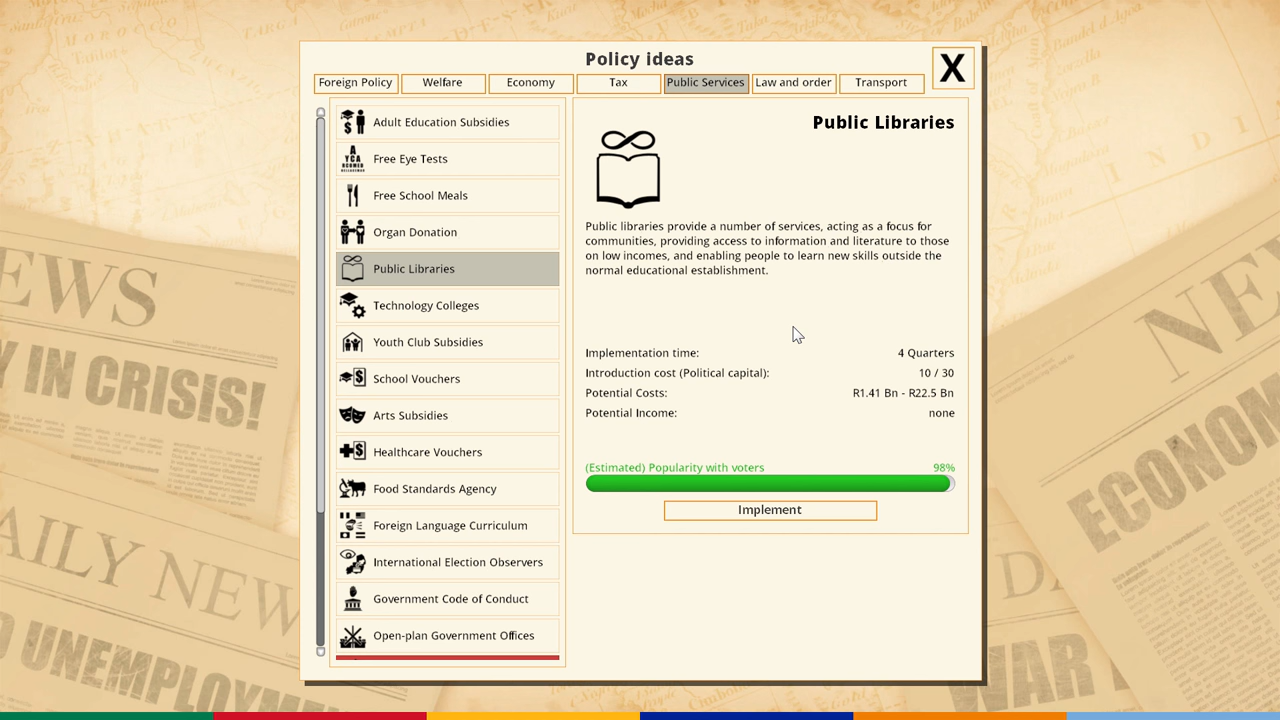 Policy ideas
X
Foreign Policy
Welfare
Economy
Tax
Public Services
Law and order
Transport
Adult Education Subsidies
Free Eye Tests
Free School Meals
Organ Donation
Public Libraries
Technology Colleges
Youth Club Subsidies
School Vouchers
Arts Subsidies
Healthcare Vouchers
Food Standards Agency
Foreign Language Curriculum
International Election Observers
Government Code of Conduct
Open-plan Government Offices
Public Libraries
Public libraries provide a number of services, acting as a focus for
communities, providing access to information and literature to those
on low incomes, and enabling people to learn new skills outside the
normal educational establishment.
Implementation time: 4 Quarters
Introduction cost (Political capital): 10 / 30
Potential Costs: R1.41 Bn - R22.5 Bn
Potential Income: none
(Estimated) Popularity with voters 98%
Implement
EWS
Y IN CRISIS!
AILY NEW
D UNEMPLOYM
NE
ECONOM
DA
WAR